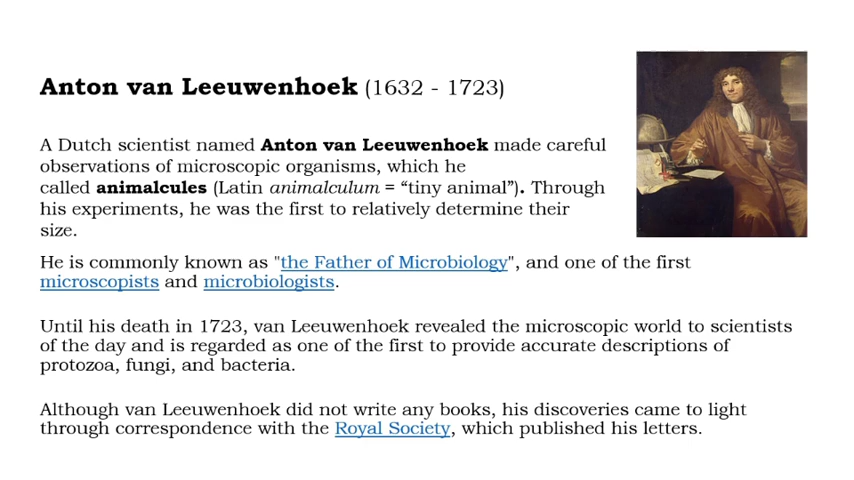 Anton van Leeuwenhoek (1632 - 1723)
A Dutch scientist named Anton van Leeuwenhoek made careful
observations of microscopic organisms, which he
called animalcules (Latin animalculum = “tiny animal”). Through
his experiments, he was the first to relatively determine their
size.
He is commonly known as "the Father of Microbiology", and one of the first
microscopists and microbiologists.
Until his death in 1723, van Leeuwenhoek revealed the microscopic world to scientists
of the day and is regarded as one of the first to provide accurate descriptions of
protozoa, fungi, and bacteria.
Although van Leeuwenhoek did not write any books, his discoveries came to light
through correspondence with the Royal Society, which published his letters.